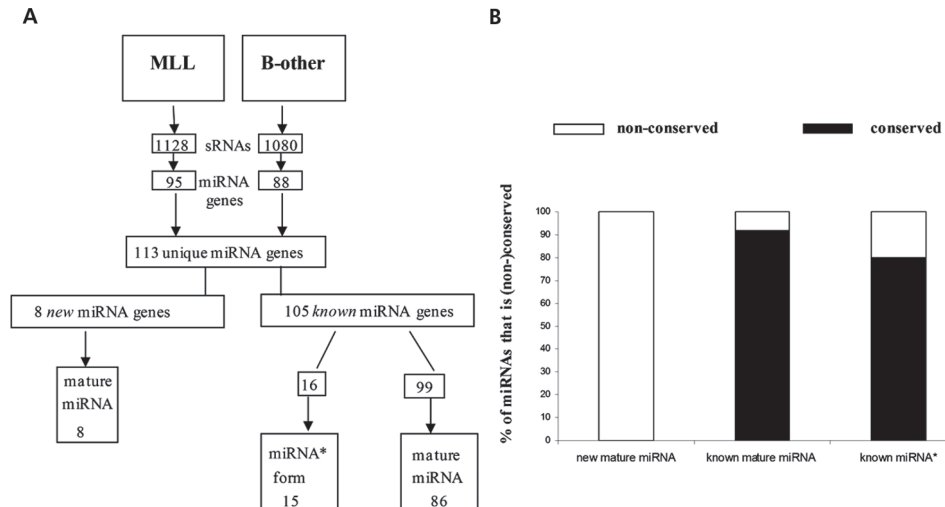 A
MLL
B-other
1128 sRNAs 1080
95 miRNA 88
genes
113 unique miRNA genes
8 new miRNA genes
105 known miRNA genes
mature
miRNA
8
16
99
miRNA*
form
15
mature
miRNA
86
B
non-conserved
conserved
% of miRNAs that is (non-)conserved
100
90
80
70
60
50
40
30
20
10
0
new mature miRNA
known mature miRNA
known miRNA*